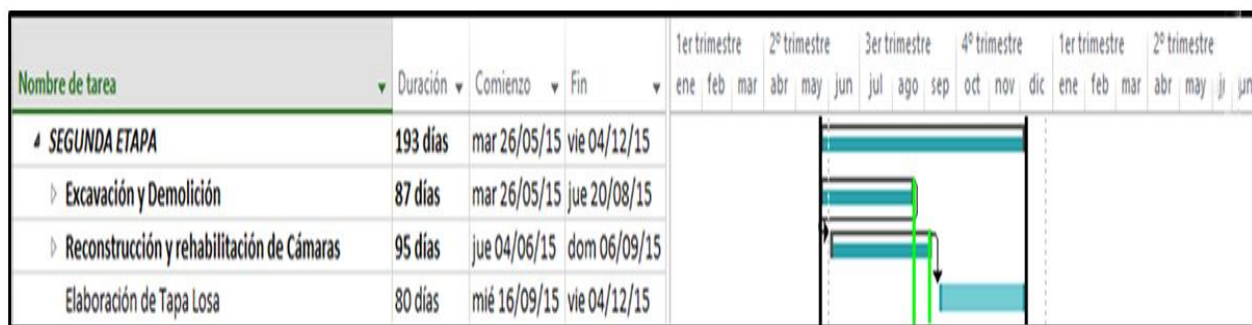 1er trimestre 2º trimestre 3er trimestre 4º trimestre 1er trimestre 2º trimestre
Nombre de tarea Duración Comienzo Fin ene feb mar abr may jun jul ago sep oct nov dic ene feb mar abr may jun
SEGUNDA ETAPA 193 días mar 26/05/15 vie 04/12/15
Excavación y Demolición 87 días mar 26/05/15 jue 20/08/15
Reconstrucción y rehabilitación de Cámaras 95 días jue 04/06/15 dom 06/09/15
Elaboración de Tapa Losa 80 días mié 16/09/15 vie 04/12/15